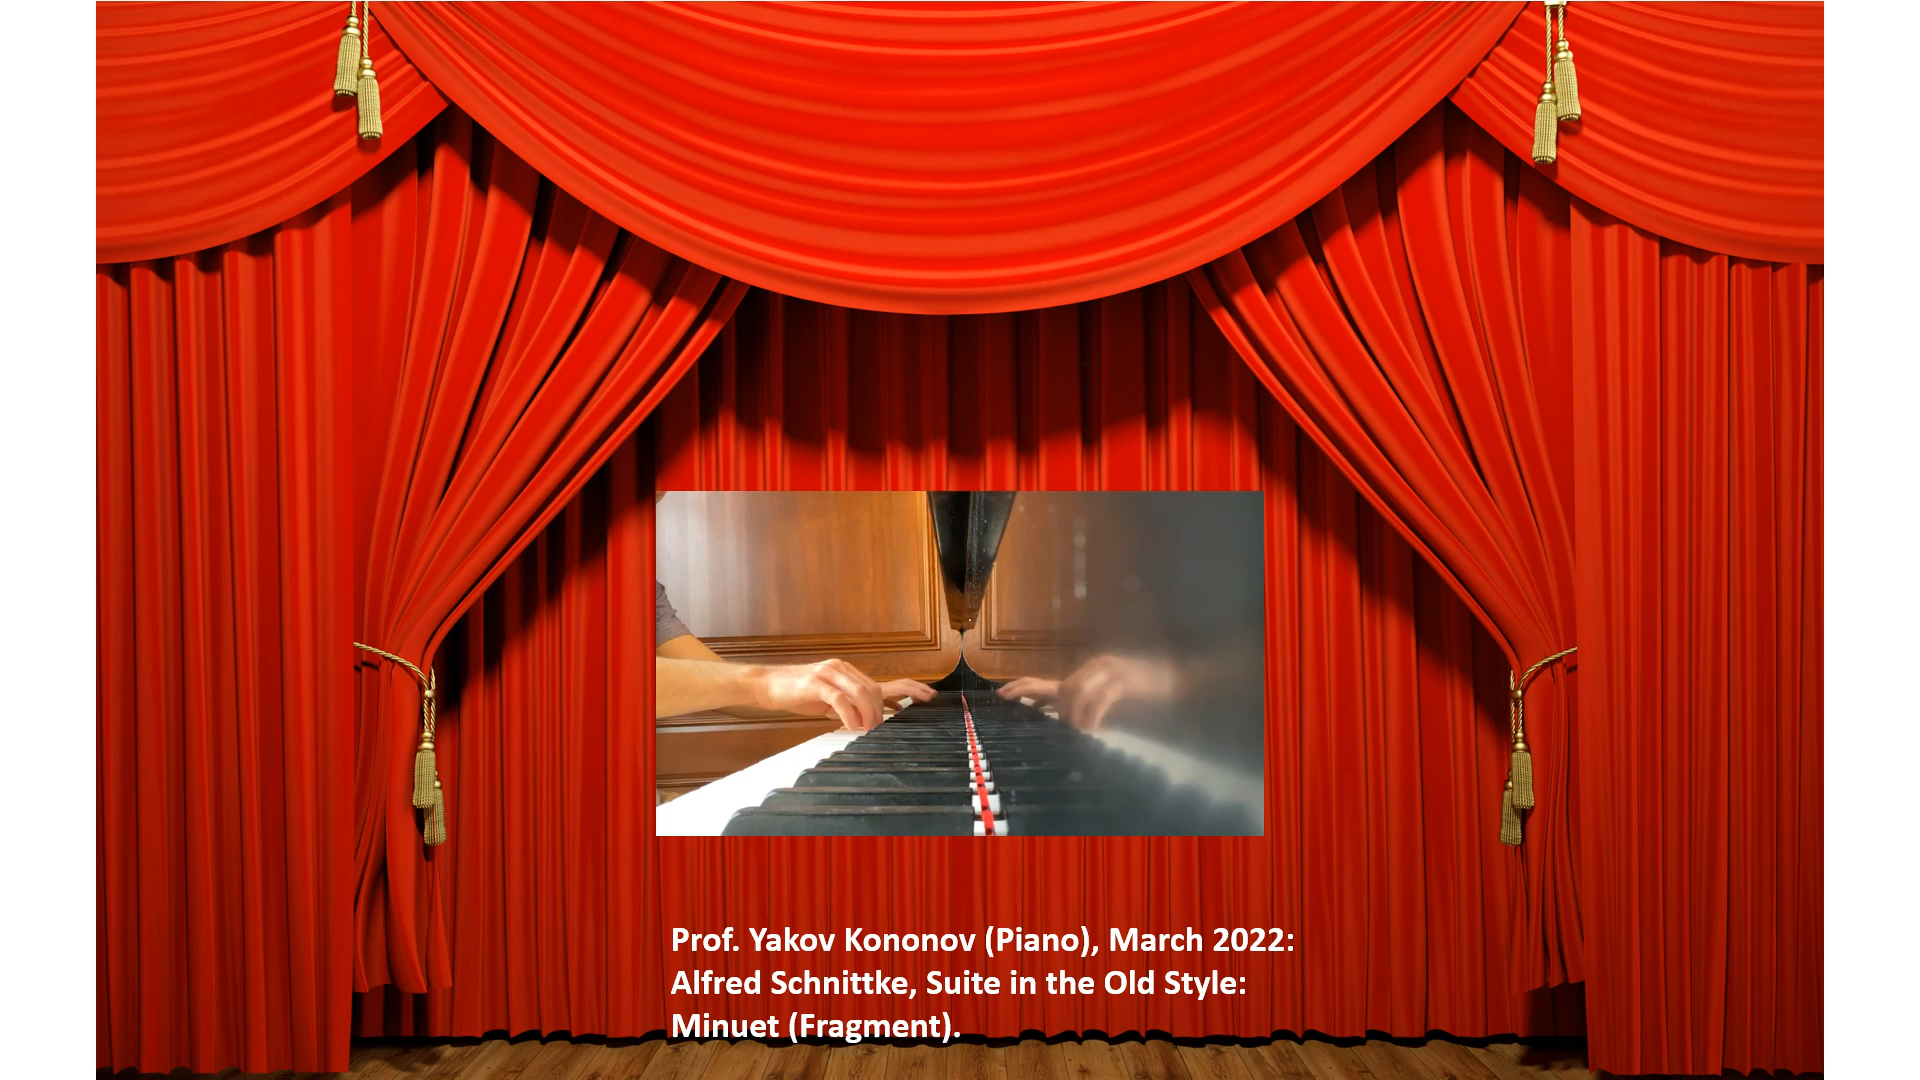 Prof. Yakov Kononov (Piano), March 2022:
Alfred Schnittke, Suite in the Old Style:
Minuet (Fragment).